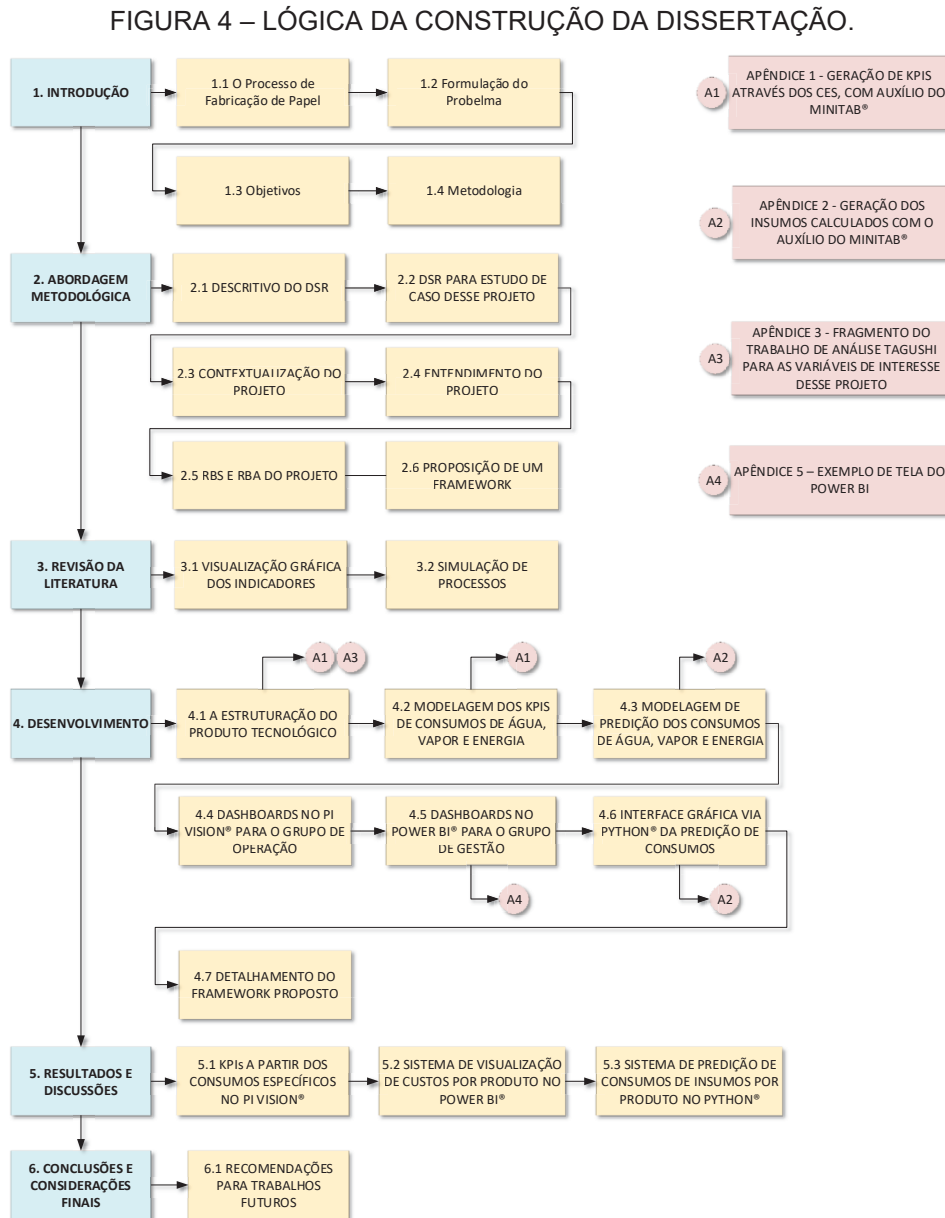 FIGURA 4 – LÓGICA DA CONSTRUÇÃO DA DISSERTAÇÃO.
1. INTRODUÇÃO
1.1 O Processo de
Fabricação de Papel
1.2 Formulação do
Probelma
1.3 Objetivos
1.4 Metodologia
A1
APÊNDICE 1 - GERAÇÃO DE KPIS
ATRAVÉS DOS CES, COM AUXÍLIO DO
MINITAB®
A2
APÊNDICE 2 - GERAÇÃO DOS
INSUMOS CALCULADOS COM O
AUXÍLIO DO MINITAB®
A3
APÊNDICE 3 - FRAGMENTO DO
TRABALHO DE ANÁLISE TAGUSHI
PARA AS VARIÁVEIS DE INTERESSE
DESSE PROJETO
A4
APÊNDICE 5 – EXEMPLO DE TELA DO
POWER BI
2. ABORDAGEM
METODOLÓGICA
2.1 DESCRITIVO DO DSR
2.2 DSR PARA ESTUDO DE
CASO DESSE PROJETO
2.3 CONTEXTUALIZAÇÃO DO
PROJETO
2.4 ENTENDIMENTO DO
PROJETO
2.5 RBS E RBA DO PROJETO
2.6 PROPOSIÇÃO DE UM
FRAMEWORK
3. REVISÃO DA
LITERATURA
3.1 VISUALIZAÇÃO GRÁFICA
DOS INDICADORES
3.2 SIMULAÇÃO DE
PROCESSOS
A1
A3
A1
A2
4. DESENVOLVIMENTO
4.1 A ESTRUTURAÇÃO DO
PRODUTO TECNOLÓGICO
4.2 MODELAGEM DOS KPIS
DE CONSUMOS DE ÁGUA,
VAPOR E ENERGIA
4.3 MODELAGEM DE
PREDIÇÃO DOS CONSUMOS
DE ÁGUA, VAPOR E ENERGIA
4.4 DASHBOARDS NO PI
VISION® PARA O GRUPO DE
OPERAÇÃO
4.5 DASHBOARDS NO
POWER BI® PARA O GRUPO
DE GESTÃO
4.6 INTERFACE GRÁFICA VIA
PYTHON® DA PREDIÇÃO DE
CONSUMOS
A4
A2
4.7 DETALHAMENTO DO
FRAMEWORK PROPOSTO
5. RESULTADOS E
DISCUSSÕES
5.1 KPIs A PARTIR DOS
CONSUMOS ESPECÍFICOS
NO PI VISION®
5.2 SISTEMA DE VISUALIZAÇÃO
DE CUSTOS POR PRODUTO NO
POWER BI®
5.3 SISTEMA DE PREDIÇÃO DE
CONSUMOS DE INSUMOS POR
PRODUTO NO PYTHON®
6. CONCLUSÕES E
CONSIDERAÇÕES
FINAIS
6.1 RECOMENDAÇÕES
PARA TRABALHOS
FUTUROS